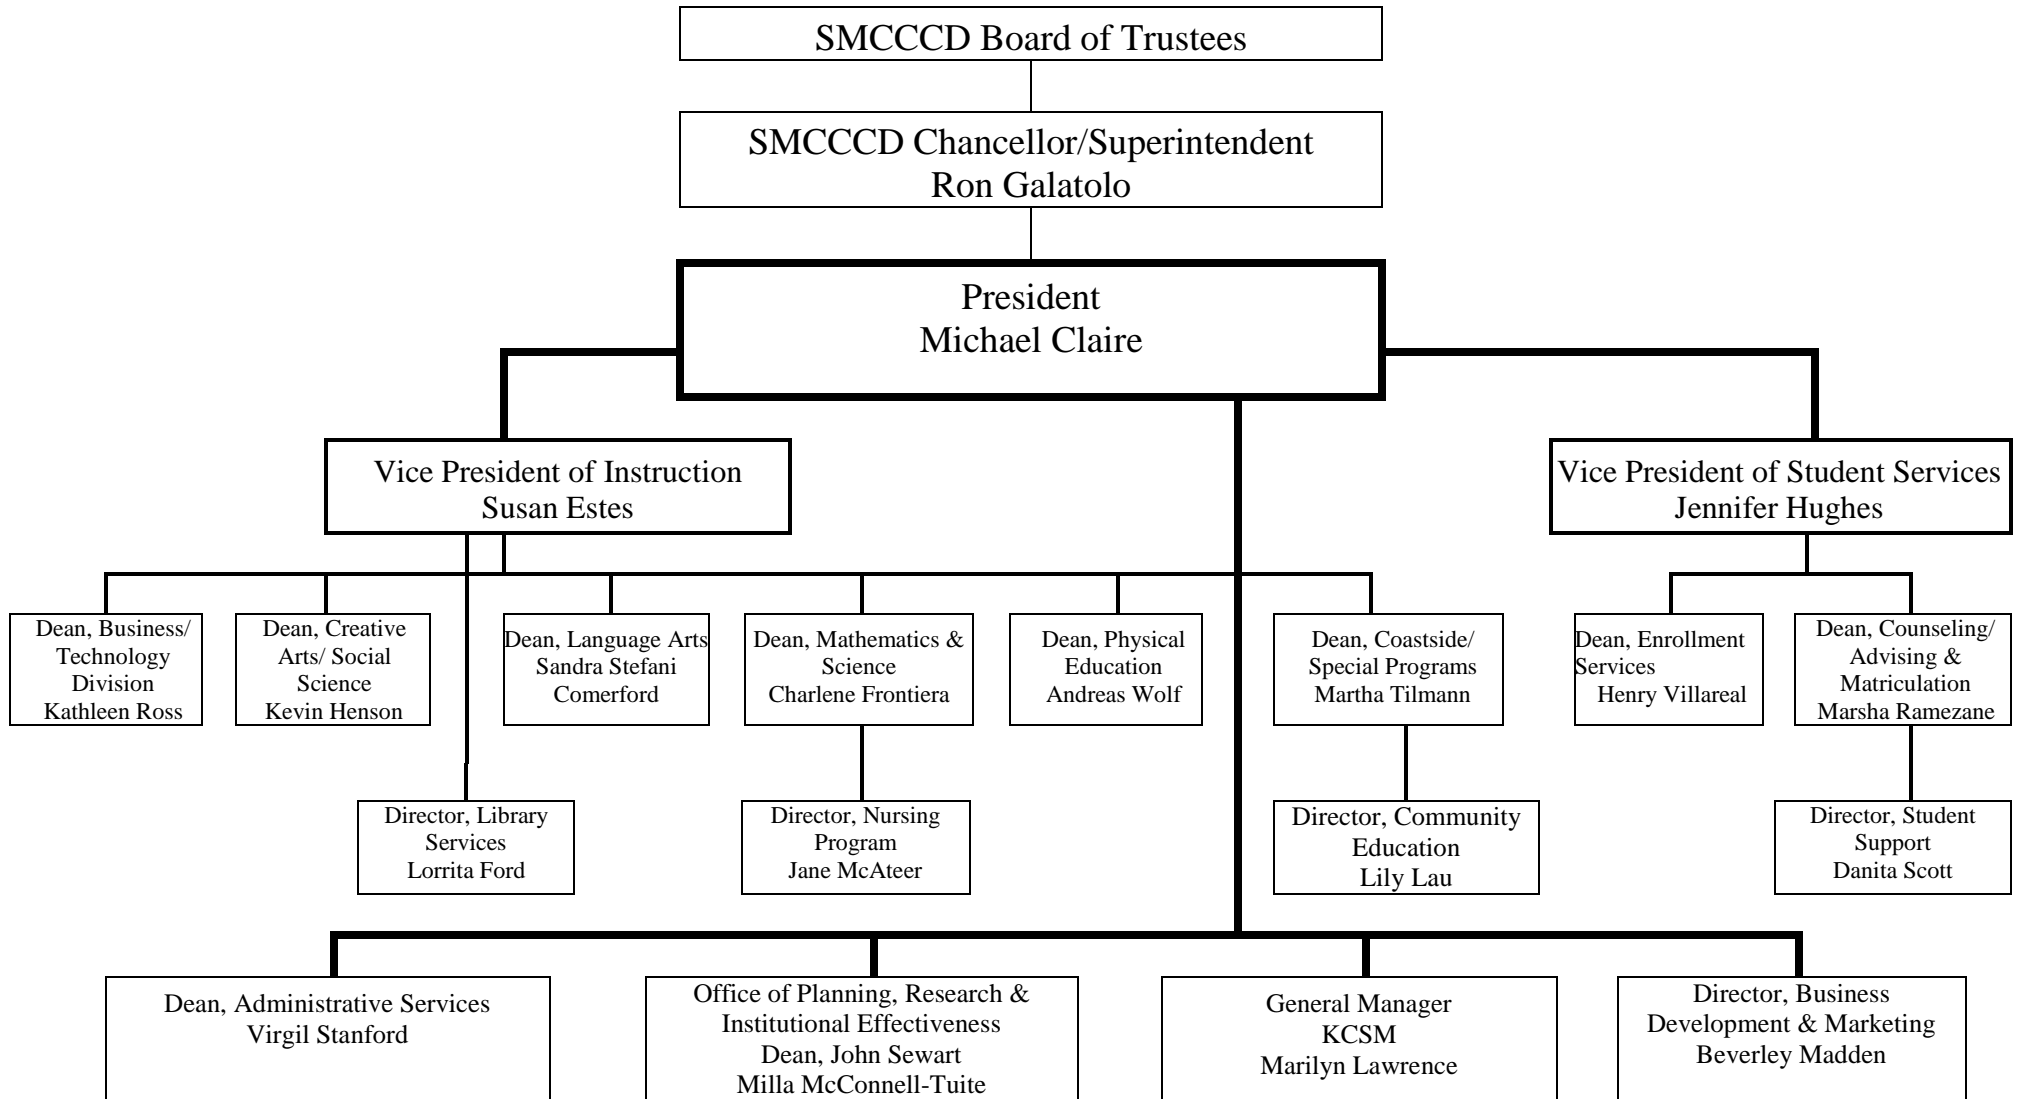 SMCCCD Board of Trustees
SMCCCD Chancellor/Superintendent
Ron Galatolo
President
Michael Claire
Vice President of Instruction
Susan Estes
Vice President of Student Services
Jennifer Hughes
Dean, Business/
Technology
Division
Kathleen Ross
Dean, Creative
Arts/ Social
Science
Kevin Henson
Dean, Language Arts
Sandra Stefani
Comerford
Dean, Mathematics &
Science
Charlene Frontiera
Dean, Physical
Education
Andreas Wolf
Dean, Coastside/
Special Programs
Martha Tilmann
Dean, Enrollment
Services
Henry Villareal
Dean, Counseling/
Advising &
Matriculation
Marsha Ramezane
Director, Library
Services
Lorrita Ford
Director, Nursing
Program
Jane McAteer
Director, Community
Education
Lily Lau
Director, Student
Support
Danita Scott
Dean, Administrative Services
Virgil Stanford
Office of Planning, Research &
Institutional Effectiveness
Dean, John Sewart
Milla McConnell-Tuite
General Manager
KCSM
Marilyn Lawrence
Director, Business
Development & Marketing
Beverley Madden